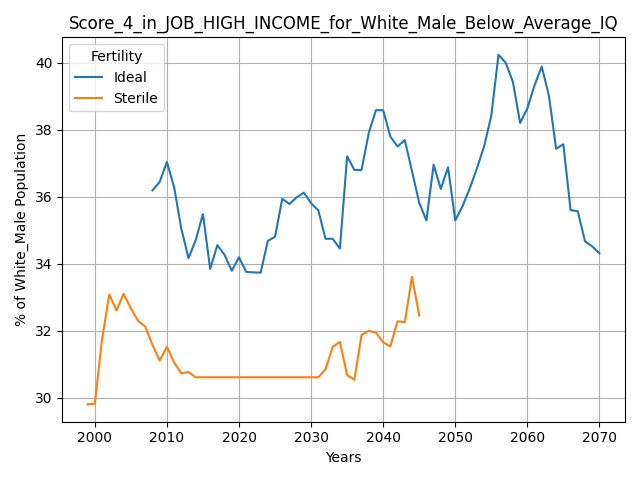 Score_4_in_JOB_HIGH_INCOME_for_White_Male_Below_Average_IQ
Fertility
Ideal
Sterile
% of White_Male Population
40
38
36
34
32
30
2000 2010 2020 2030 2040 2050 2060 2070
Years